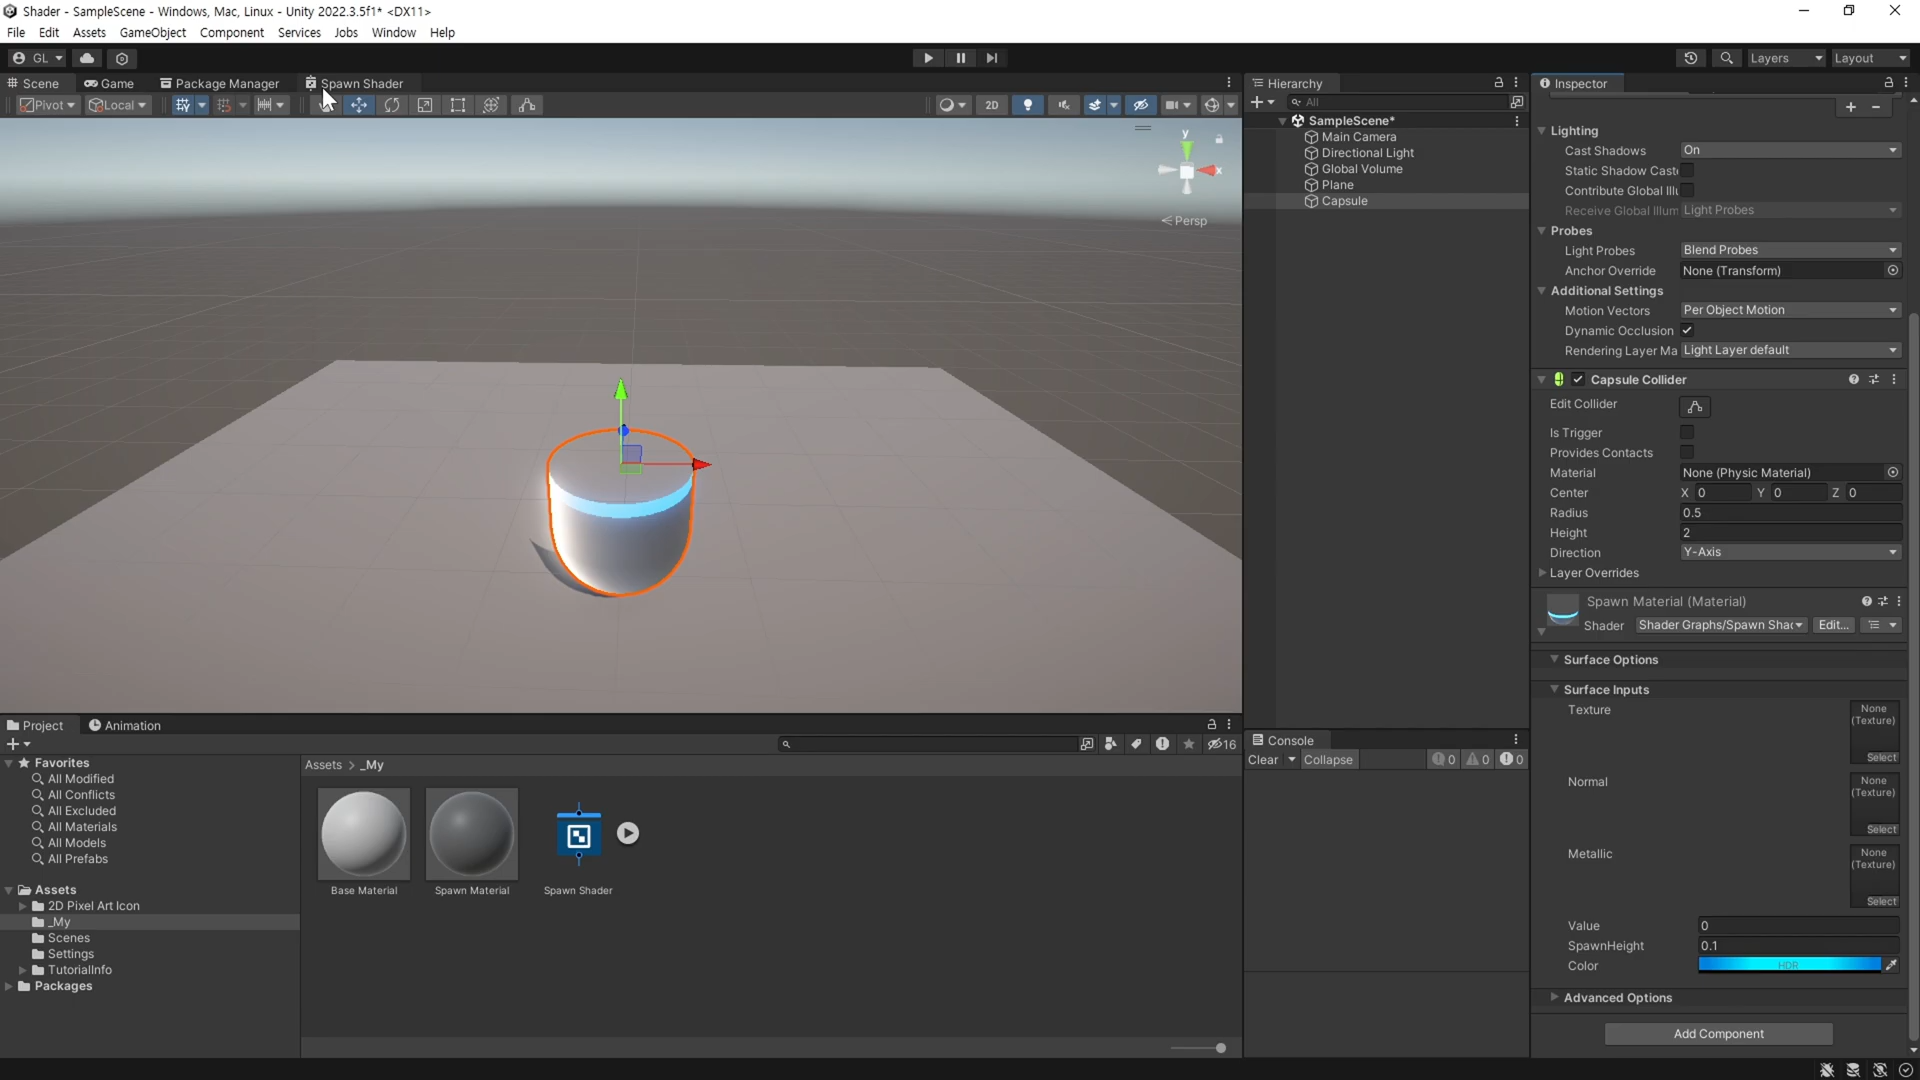 Shader - SampleScene - Windows, Mac, Linux - Unity 2022.3.5f1* <DX11>
File Edit Assets GameObject Component Services Jobs Window Help
GL Layers Layout
Scene Game Package Manager Spawn Shader
Pivot Local 2D
y
x
Persp
Hierarchy
All
SampleScene*
Main Camera
Directional Light
Global Volume
Plane
Capsule
Inspector
Lighting
Cast Shadows On
Static Shadow Cast
Contribute Global Illu
Receive Global Illum Light Probes
Probes
Light Probes Blend Probes
Anchor Override None (Transform)
Additional Settings
Motion Vectors Per Object Motion
Dynamic Occlusion
Rendering Layer Ma Light Layer default
Capsule Collider
Edit Collider
Is Trigger
Provides Contacts
Material None (Physic Material)
Center X 0 Y 0 Z 0
Radius 0.5
Height 2
Direction Y-Axis
Layer Overrides
Spawn Material (Material)
Shader Shader Graphs/Spawn Shac Edit...
Surface Options
Surface Inputs
Texture None (Texture) Select
Normal None (Texture) Select
Metallic None (Texture) Select
Value 0
SpawnHeight 0.1
Color HDR
Advanced Options
Add Component
Project Animation
16
Favorites
All Modified
All Conflicts
All Excluded
All Materials
All Models
All Prefabs
Assets
2D Pixel Art Icon
_My
Scenes
Settings
TutorialInfo
Packages
Assets > _My
Base Material Spawn Material Spawn Shader
Console
Clear Collapse 0 0 0